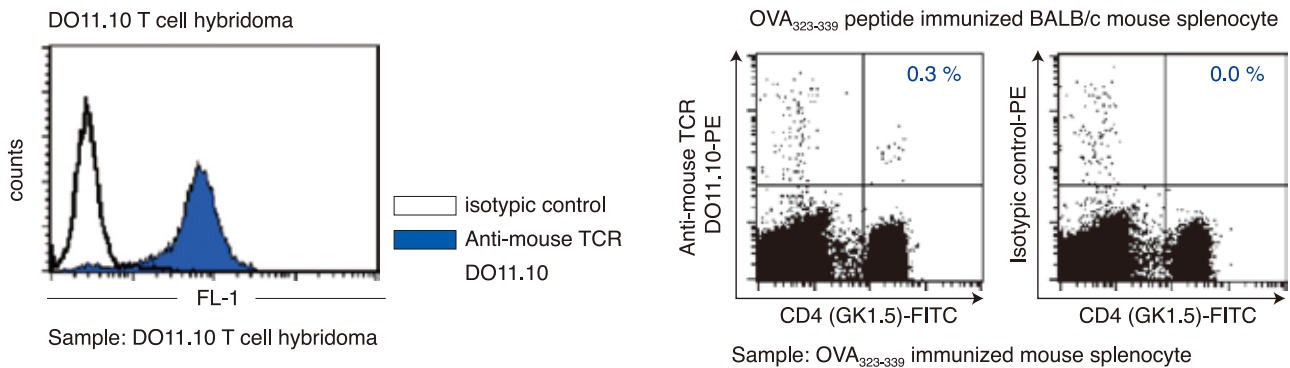 DO11.10 T cell hybridoma
counts
FL-1
isotypic control
Anti-mouse TCR
DO11.10
Sample: DO11.10 T cell hybridoma
OVA323-339 peptide immunized BALB/c mouse splenocyte
Anti-mouse TCR
DO11.10-PE
0.3 %
CD4 (GK1.5)-FITC
Isotypic control-PE
0.0 %
CD4 (GK1.5)-FITC
Sample: OVA323-339 immunized mouse splenocyte